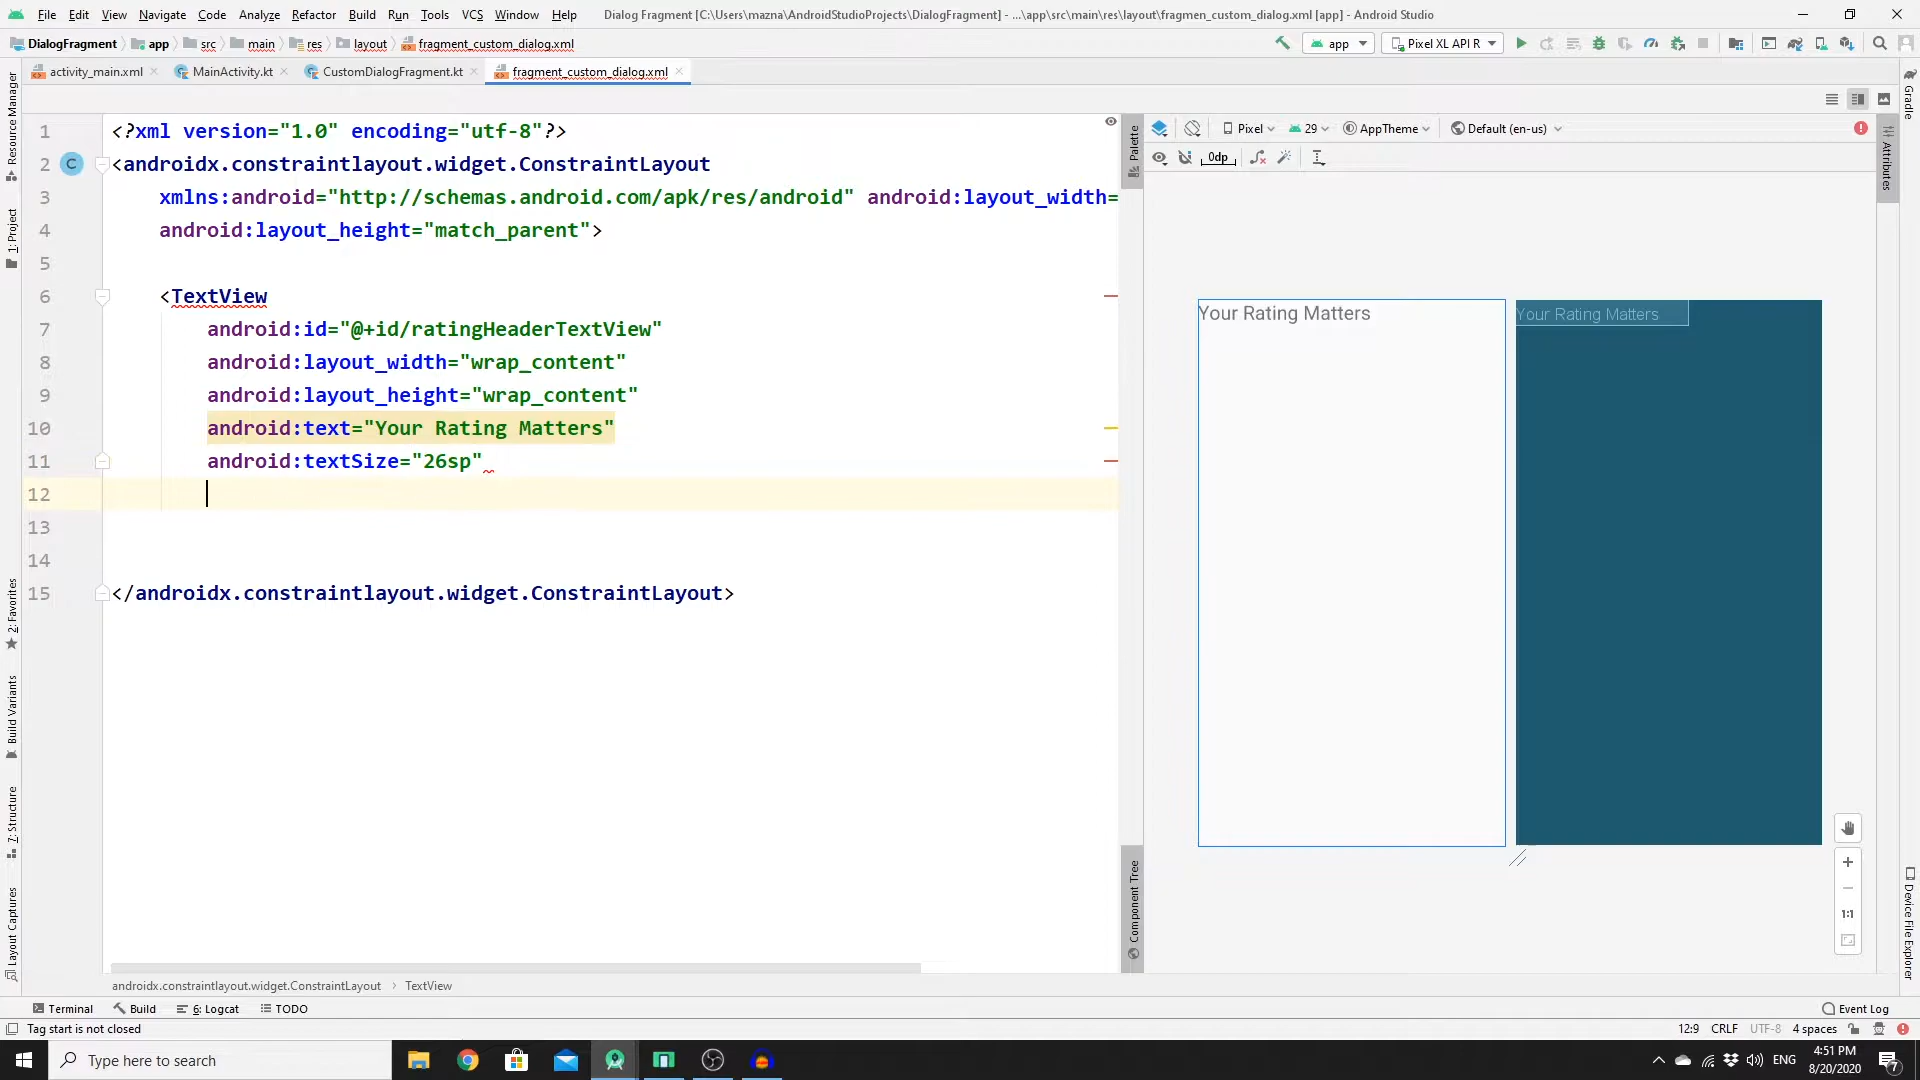 File Edit View Navigate Code Analyze Refactor Build Run Tools VCS Window Help Dialog Fragment [C:\Users\mazna\AndroidStudioProjects\DialogFragment] - ...\app\src\main\res\layout\fragmen_custom_dialog.xml [app] - Android Studio
DialogFragment app src main res layout fragment_custom_dialog.xml app Pixel XL API R
activity_main.xml MainActivity.kt CustomDialogFragment.kt fragment_custom_dialog.xml
Resource Manager
1: Project
2: Favorites
Build Variants
7: Structure
Layout Captures
1 <?xml version="1.0" encoding="utf-8"?>
2 C <androidx.constraintlayout.widget.ConstraintLayout
3 xmlns:android="http://schemas.android.com/apk/res/android" android:layout_width=
4 android:layout_height="match_parent">
5
6 <TextView
7 android:id="@+id/ratingHeaderTextView"
8 android:layout_width="wrap_content"
9 android:layout_height="wrap_content"
10 android:text="Your Rating Matters"
11 android:textSize="26sp"
12
13
14
15 </androidx.constraintlayout.widget.ConstraintLayout>
androidx.constraintlayout.widget.ConstraintLayout › TextView
Palette
Component Tree
Pixel 29 AppTheme Default (en-us)
0dp
Your Rating Matters
Your Rating Matters
1:1
Attributes
Gradle
Device File Explorer
Terminal Build 6: Logcat TODO Event Log
Tag start is not closed 12:9 CRLF UTF-8 4 spaces
Type here to search ENG 4:51 PM
8/20/2020
7